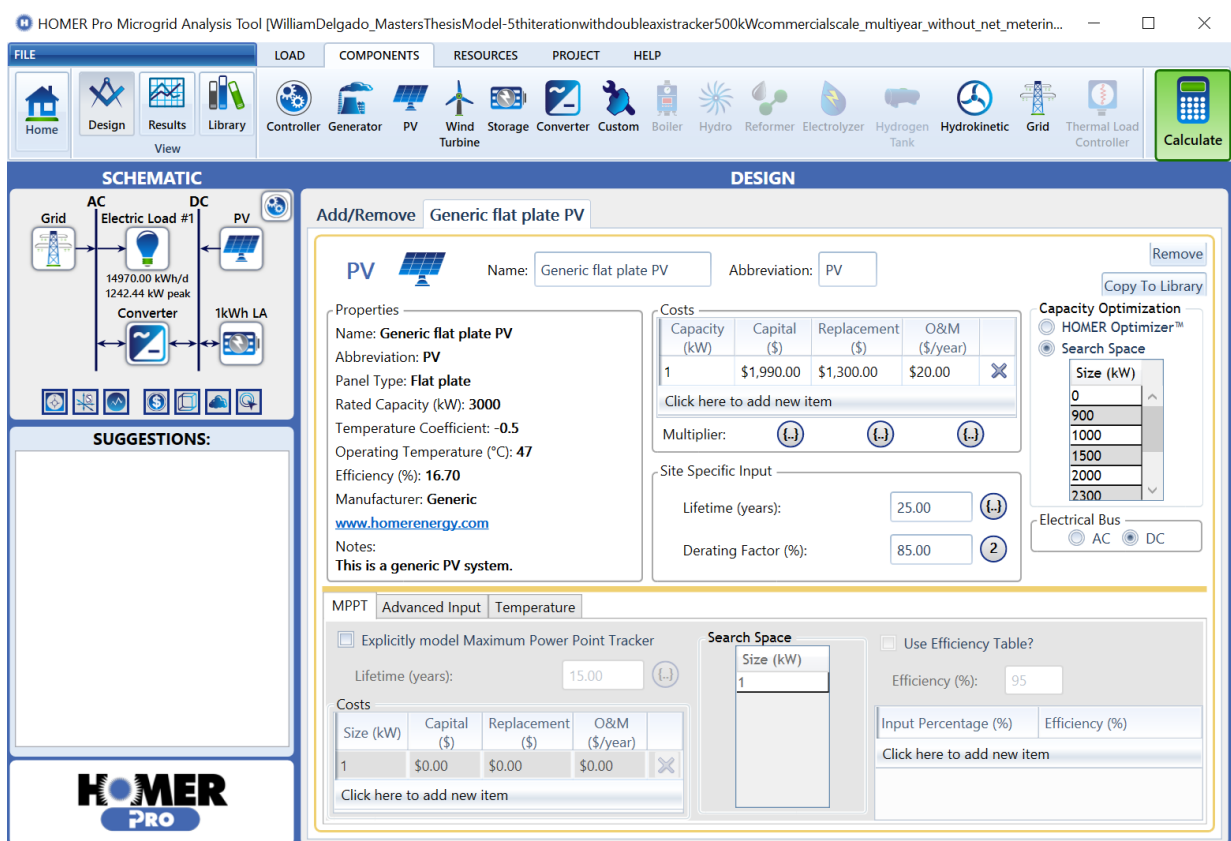 HOMER Pro Microgrid Analysis Tool [WilliamDelgado_MastersThesisModel-5thiterationwithdoubleaxistracker500kWcommercialscale_multiyear_without_net_meterin...
FILE
LOAD COMPONENTS RESOURCES PROJECT HELP
Home
Design Results Library
View
Controller Generator PV Wind Turbine Storage Converter Custom Boiler Hydro Reformer Electrolyzer Hydrogen Tank Hydrokinetic Grid Thermal Load Controller
Calculate
SCHEMATIC
AC DC
Grid Electric Load #1 PV
14970.00 kWh/d
1242.44 kW peak
Converter 1kWh LA
SUGGESTIONS:
HOMER
PRO
DESIGN
Add/Remove Generic flat plate PV
PV Name: Generic flat plate PV Abbreviation: PV
Remove
Copy To Library
Properties
Name: Generic flat plate PV
Abbreviation: PV
Panel Type: Flat plate
Rated Capacity (kW): 3000
Temperature Coefficient: -0.5
Operating Temperature (°C): 47
Efficiency (%): 16.70
Manufacturer: Generic
www.homerenergy.com
Notes:
This is a generic PV system.
Costs
Capacity (kW) Capital ($) Replacement ($) O&M ($/year)
1 $1,990.00 $1,300.00 $20.00
Click here to add new item
Multiplier: {..} {..} {..}
Site Specific Input
Lifetime (years): 25.00 {..}
Derating Factor (%): 85.00 2
Capacity Optimization
HOMER Optimizer™
Search Space
Size (kW)
0
900
1000
1500
2000
2300
Electrical Bus
AC DC
MPPT Advanced Input Temperature
Explicitly model Maximum Power Point Tracker
Lifetime (years): 15.00 {..}
Costs
Size (kW) Capital ($) Replacement ($) O&M ($/year)
1 $0.00 $0.00 $0.00
Click here to add new item
Search Space
Size (kW)
1
Use Efficiency Table?
Efficiency (%): 95
Input Percentage (%) Efficiency (%)
Click here to add new item